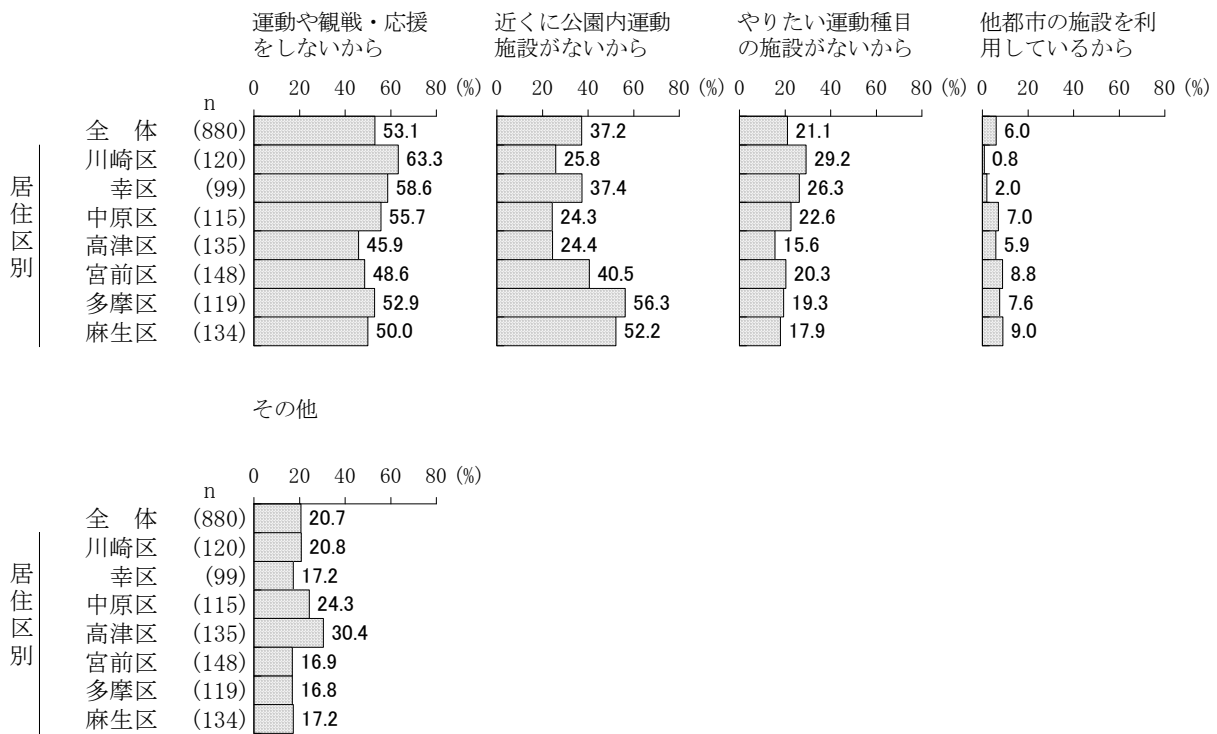 運動や観戦・応援 近くに公園内運動 やりたい運動種目 他都市の施設を利
をしないから 施設がないから の施設がないから 用しているから
0 20 40 60 80 (%) 0 20 40 60 80 (%) 0 20 40 60 80 (%) 0 20 40 60 80 (%)
n
全 体 (880) 53.1 37.2 21.1 6.0
居住区別
川崎区 (120) 63.3 25.8 29.2 0.8
幸区 (99) 58.6 37.4 26.3 2.0
中原区 (115) 55.7 24.3 22.6 7.0
高津区 (135) 45.9 24.4 15.6 5.9
宮前区 (148) 48.6 40.5 20.3 8.8
多摩区 (119) 52.9 56.3 19.3 7.6
麻生区 (134) 50.0 52.2 17.9 9.0
その他
0 20 40 60 80 (%)
n
全 体 (880) 20.7
居住区別
川崎区 (120) 20.8
幸区 (99) 17.2
中原区 (115) 24.3
高津区 (135) 30.4
宮前区 (148) 16.9
多摩区 (119) 16.8
麻生区 (134) 17.2